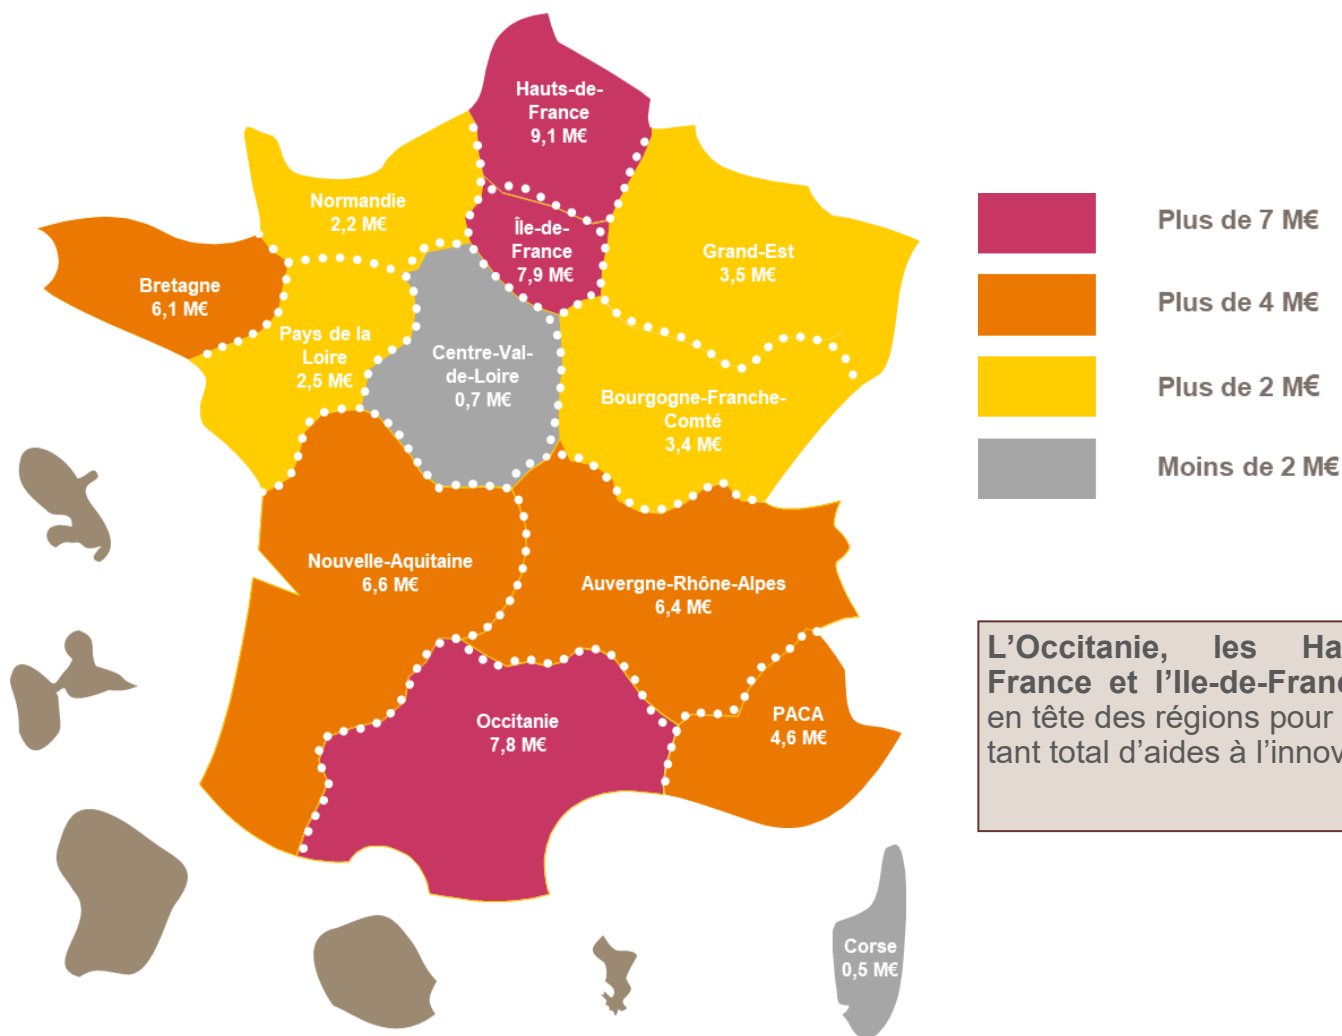 Hauts-de-
France
9,1 M€
Normandie
2,2 M€
Île-de-
France
7,9 M€
Grand-Est
3,5 M€
Bretagne
6,1 M€
Pays de la
Loire
2,5 M€
Centre-Val-
de-Loire
0,7 M€
Bourgogne-Franche-
Comté
3,4 M€
Nouvelle-Aquitaine
6,6 M€
Auvergne-Rhône-Alpes
6,4 M€
Occitanie
7,8 M€
PACA
4,6 M€
Corse
0,5 M€
Plus de 7 M€
Plus de 4 M€
Plus de 2 M€
Moins de 2 M€
L’Occitanie, les
France et l’Ile-de-
en tête des régions pour
tant total d’aides à